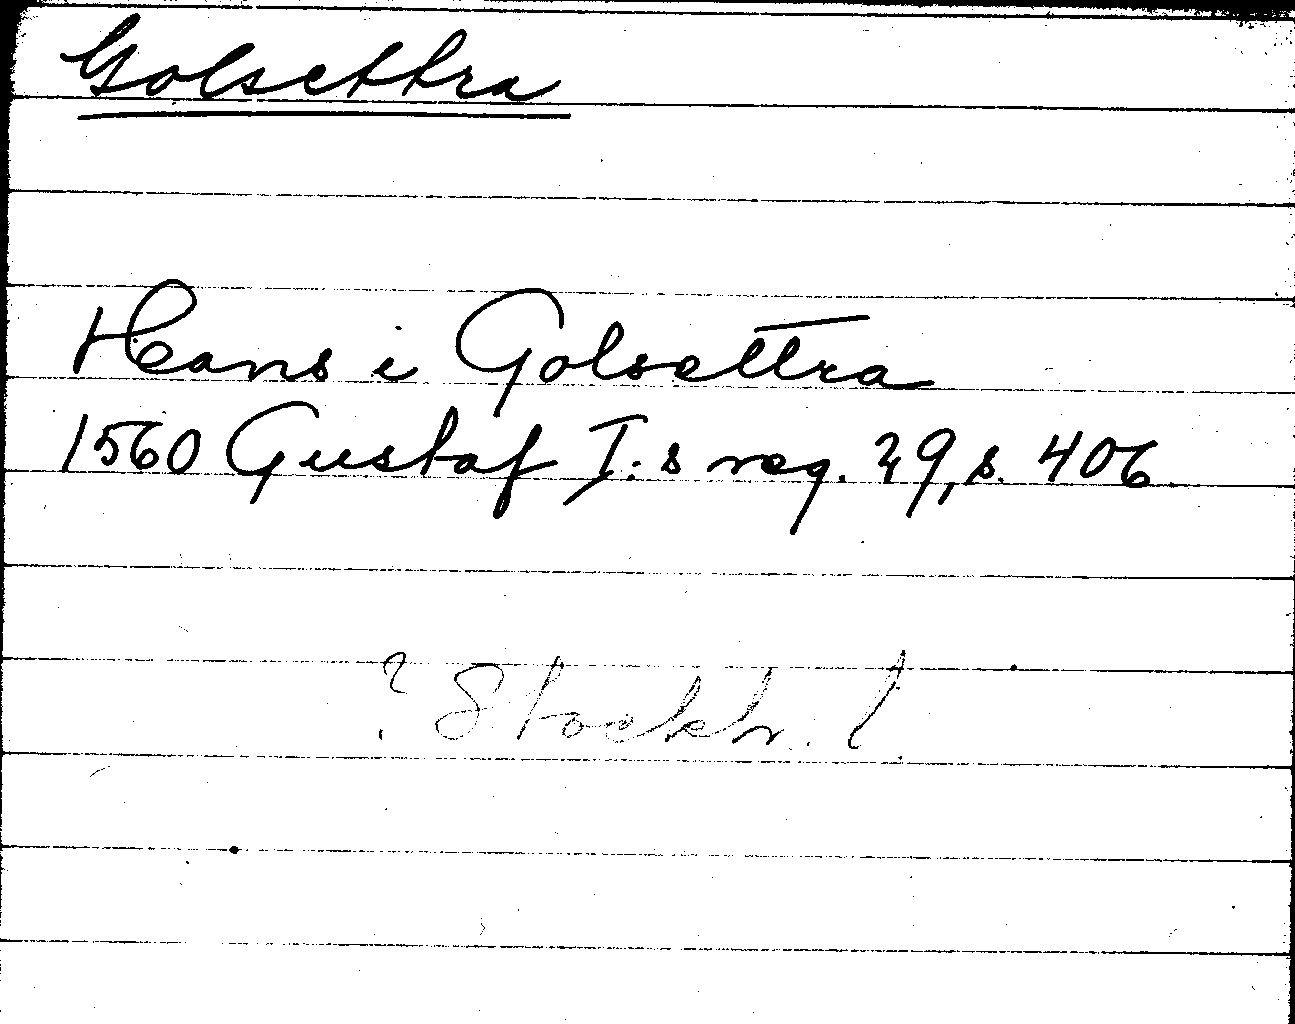 Golsettra
Hans i Golsettra
1560 Gustaf I:s reg. 29, s. 406.
? Stockh. l.